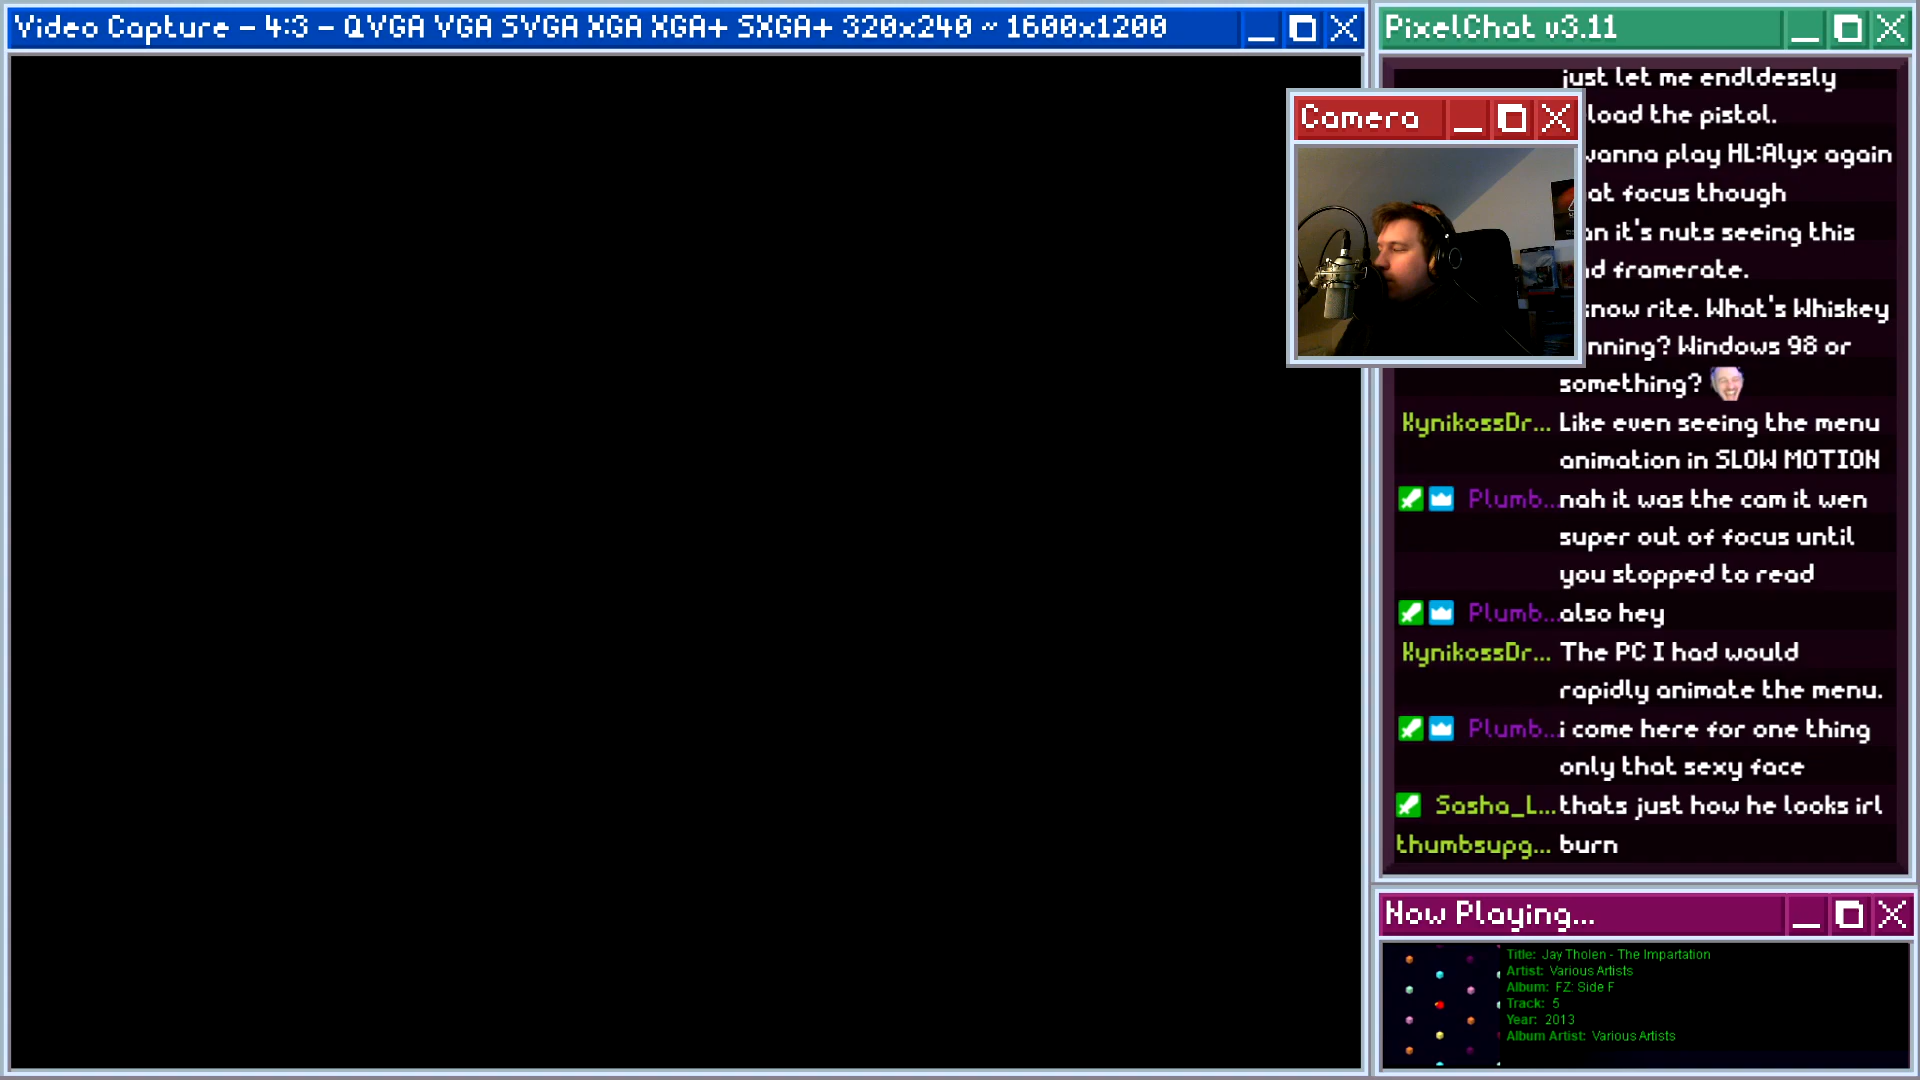 Video Capture - 4:3 - QVGA VGA SVGA XGA XGA+ SXGA+ 320x240 ~ 1600x1200
PixelChat v3.11
just let me endldessly
load the pistol.
Camera
wanna play HL:Alyx again
at focus though
it's nuts seeing this
framerate.
rite. What's Whiskey
Windows 98 or
something?
KynikossDr... Like even seeing the menu
animation in SLOW MOTION
Plumb... nah it was the cam it wen
super out of focus until
you stopped to read
Plumb... also hey
KynikossDr... The PC I had would
rapidly animate the menu.
Plumb... i come here for one thing
only that sexy face
Sasha_L... thats just how he looks irl
thumbsupg... burn
Now Playing...
Title: Jay Tholen - The Impartation
Artist: Various Artists
Album: FZ: Side F
Track: 5
Year: 2013
Album Artist: Various Artists